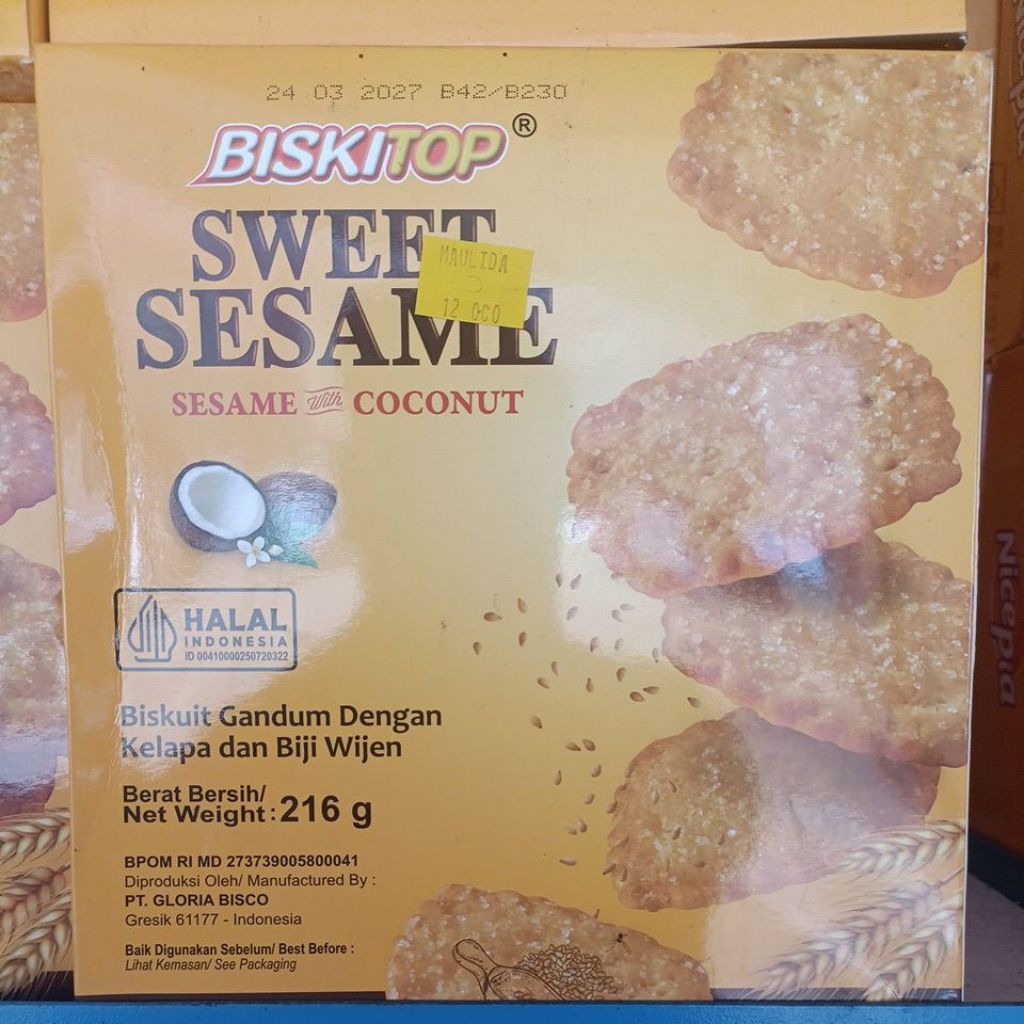 24 03 2027 B42/B230
BISKITOP®
SWEET
SESAME
MAULIDA
SESAME With COCONUT
HALAL
INDONESIA
ID 00410000250720322
Biskuit Gandum Dengan
Kelapa dan Biji Wijen
Berat Bersih/
Net Weight : 216 g
BPOM RI MD 273739005800041
Diproduksi Oleh/ Manufactured By :
PT. GLORIA BISCO
Gresik 61177 - Indonesia
Baik Digunakan Sebelum/ Best Before :
Lihat Kemasan/ See Packaging
Nicepia